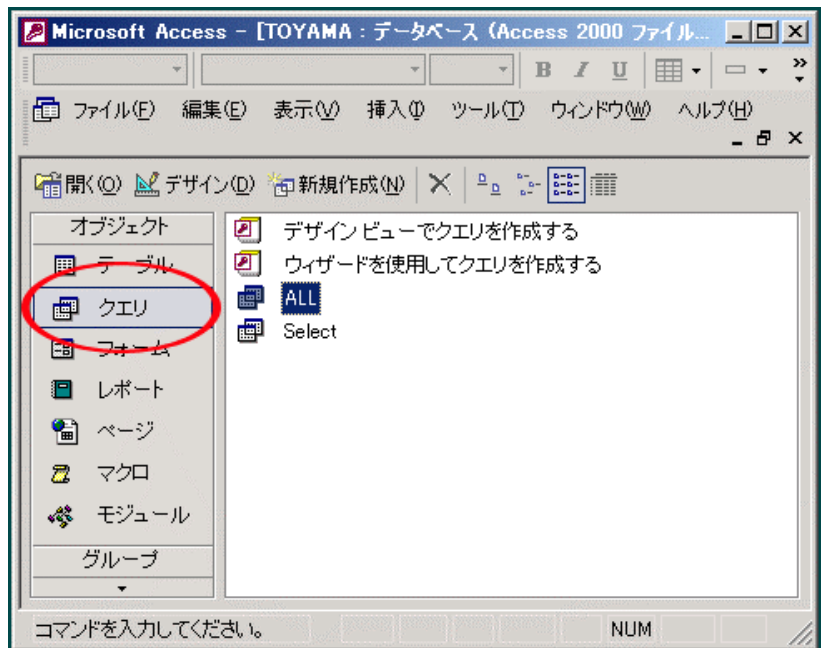 Microsoft Access - [TOYAMA : データベース (Access 2000 ファイル...
B I U
ファイル(F) 編集(E) 表示(V) 挿入(I) ツール(T) ウィンドウ(W) ヘルプ(H)
開く(O) デザイン(D) 新規作成(N)
オブジェクト
テーブル
クエリ
フォーム
レポート
ページ
マクロ
モジュール
グループ
デザイン ビューでクエリを作成する
ウィザードを使用してクエリを作成する
ALL
Select
コマンドを入力してください。 NUM